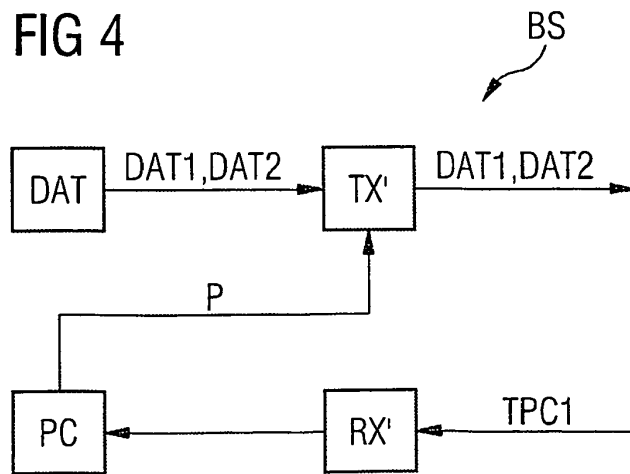 FIG 4
BS
DAT
DAT1,DAT2
TX'
DAT1,DAT2
P
PC
RX'
TPC1